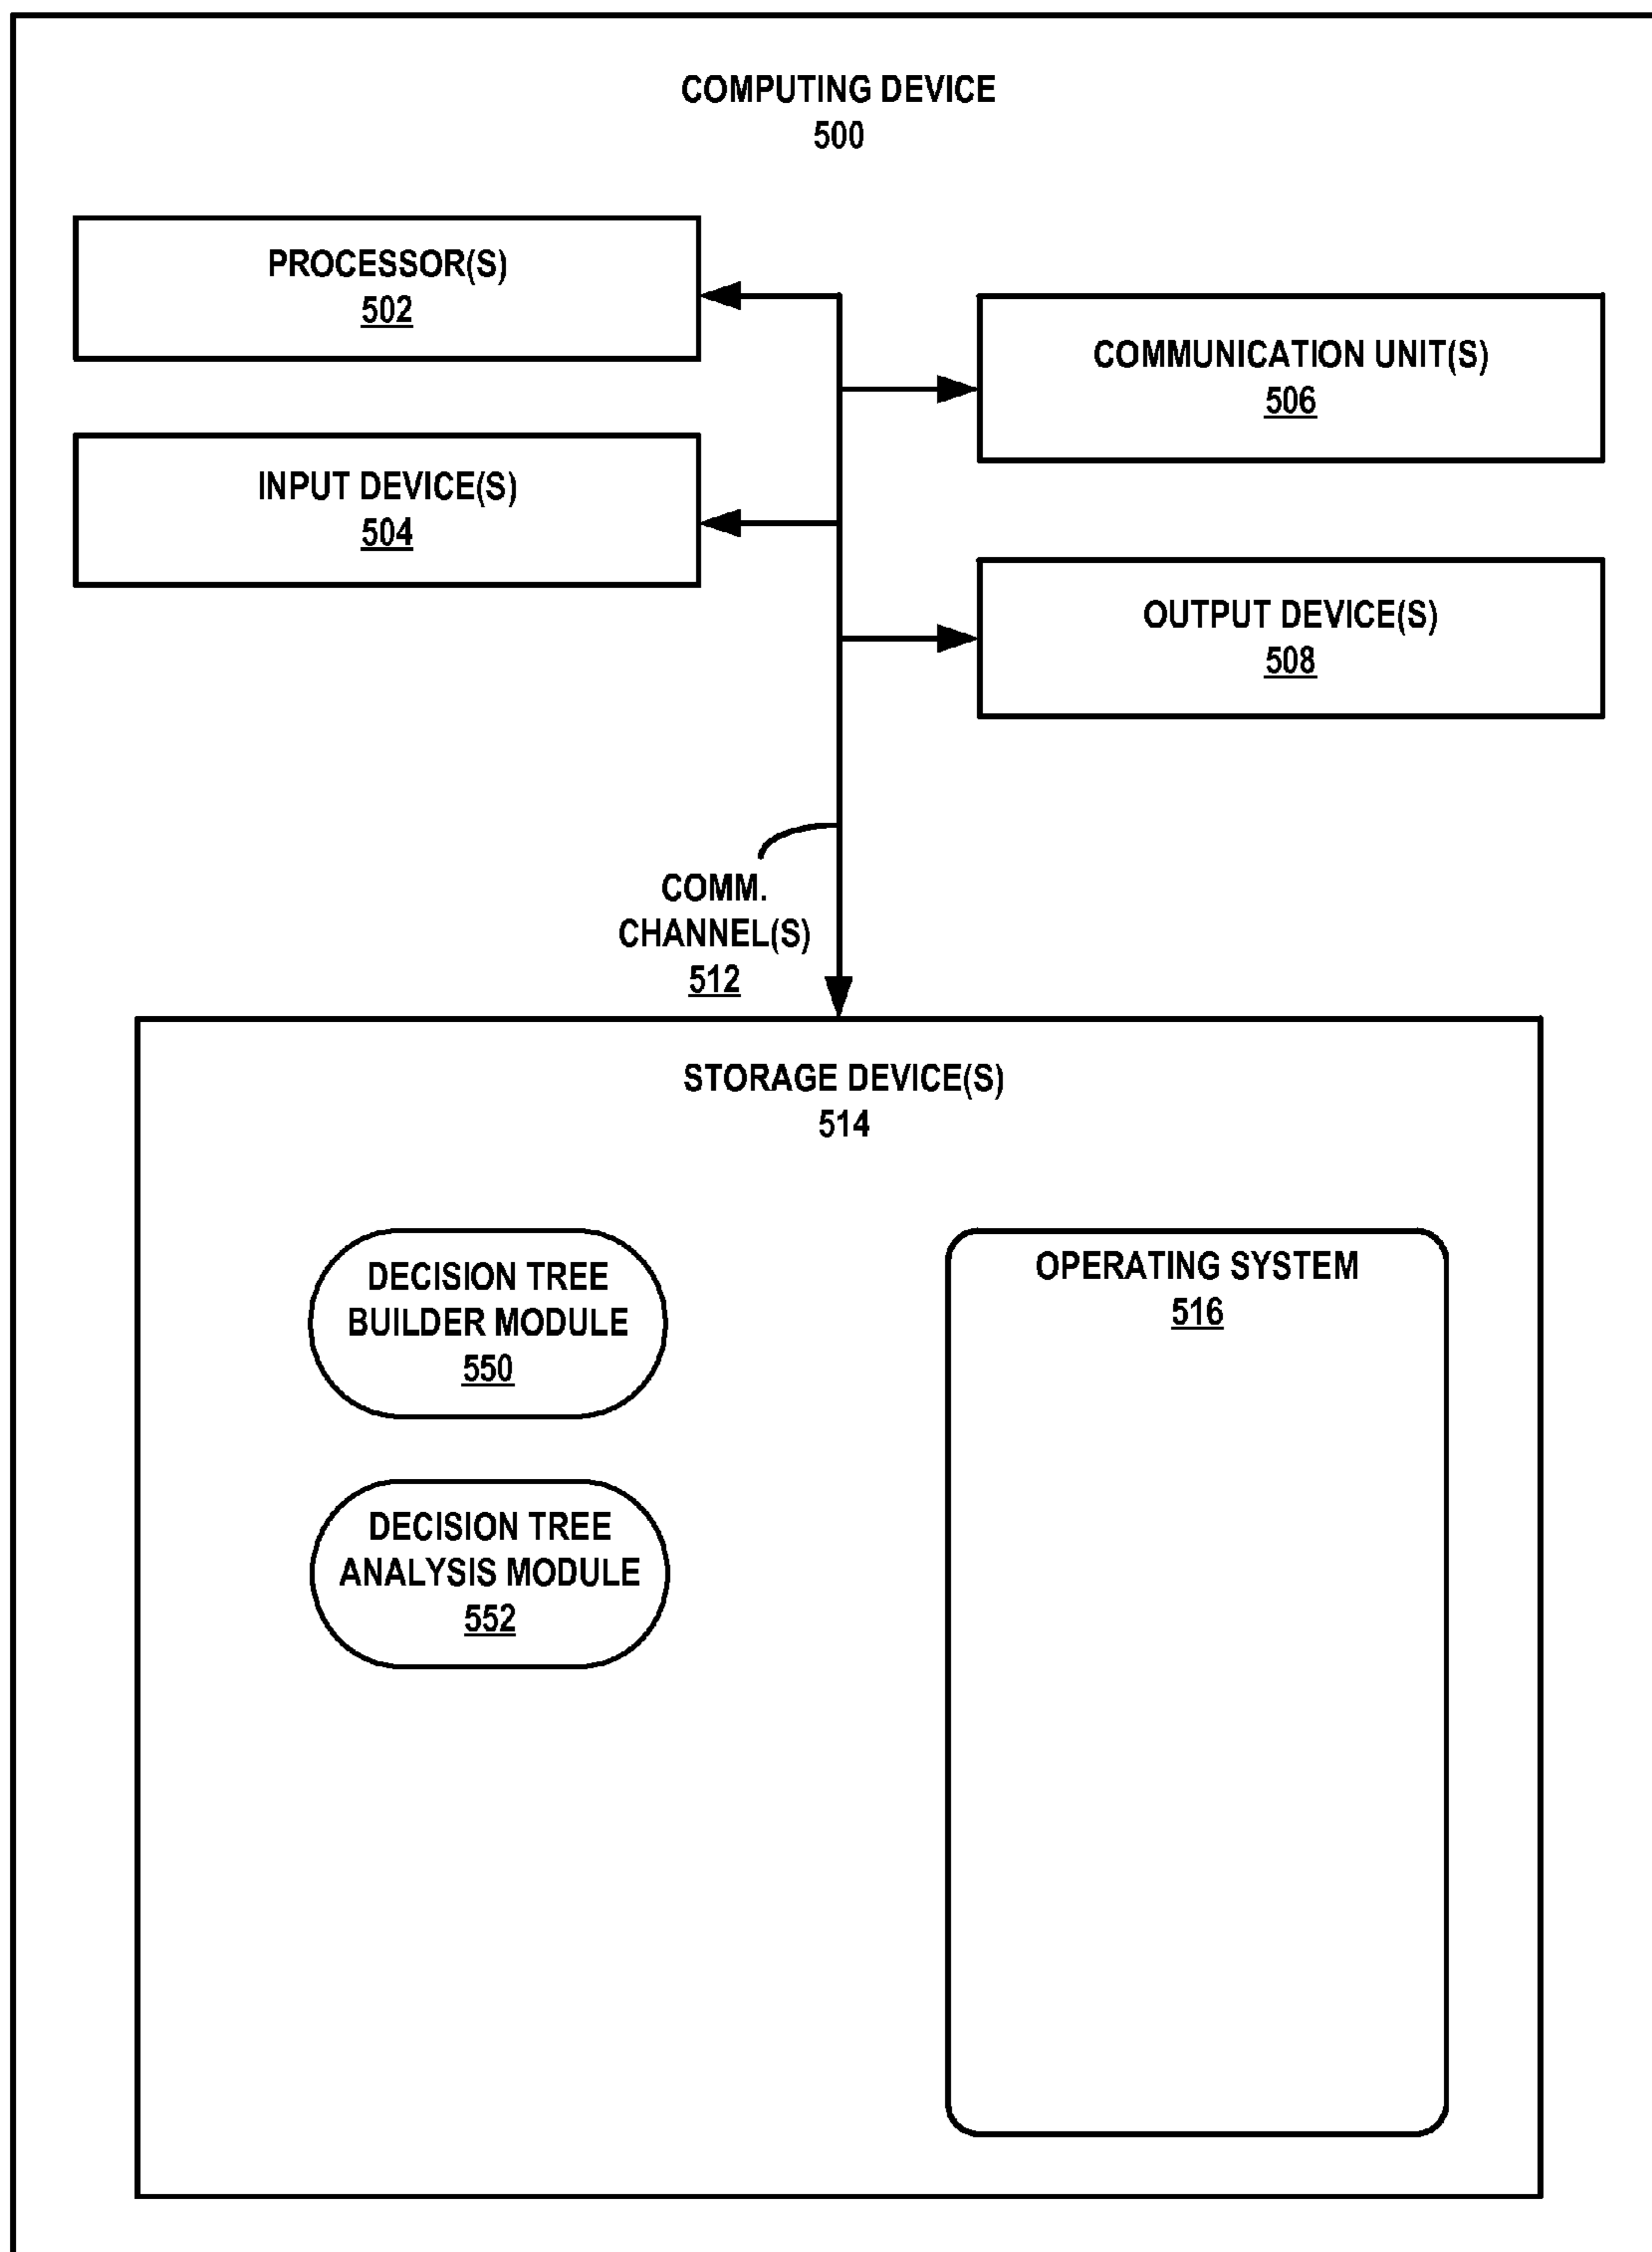 COMPUTING DEVICE
500
PROCESSOR(S)
502
COMMUNICATION UNIT(S)
506
INPUT DEVICE(S)
504
OUTPUT DEVICE(S)
508
COMM.
CHANNEL(S)
512
STORAGE DEVICE(S)
514
DECISION TREE
BUILDER MODULE
550
OPERATING SYSTEM
516
DECISION TREE
ANALYSIS MODULE
552